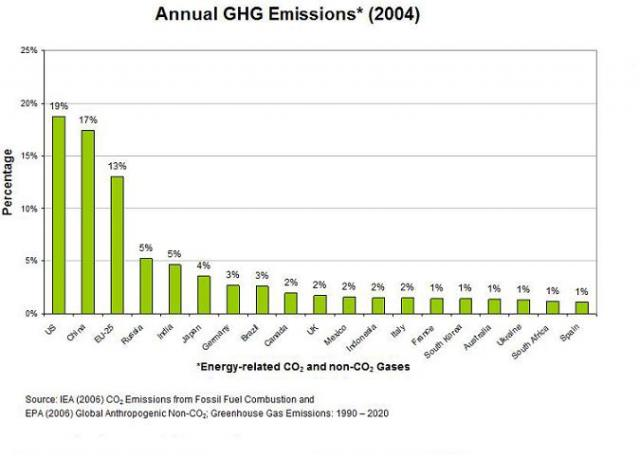 Annual GHG Emissions* (2004)
25%
20%
15%
10%
5%
0%
Percentage
19%
17%
13%
5%
5%
4%
3%
3%
2%
2%
2%
2%
2%
1%
1%
1%
1%
1%
1%
US
China
EU-25
Russia
India
Japan
Germany
Brazil
Canada
UK
Mexico
Indonesia
Italy
France
South Korea
Australia
Ukraine
South Africa
Spain
*Energy-related CO₂ and non-CO₂ Gases
Source: IEA (2006) CO₂ Emissions from Fossil Fuel Combustion and
EPA (2006) Global Anthropogenic Non-CO₂; Greenhouse Gas Emissions: 1990 – 2020